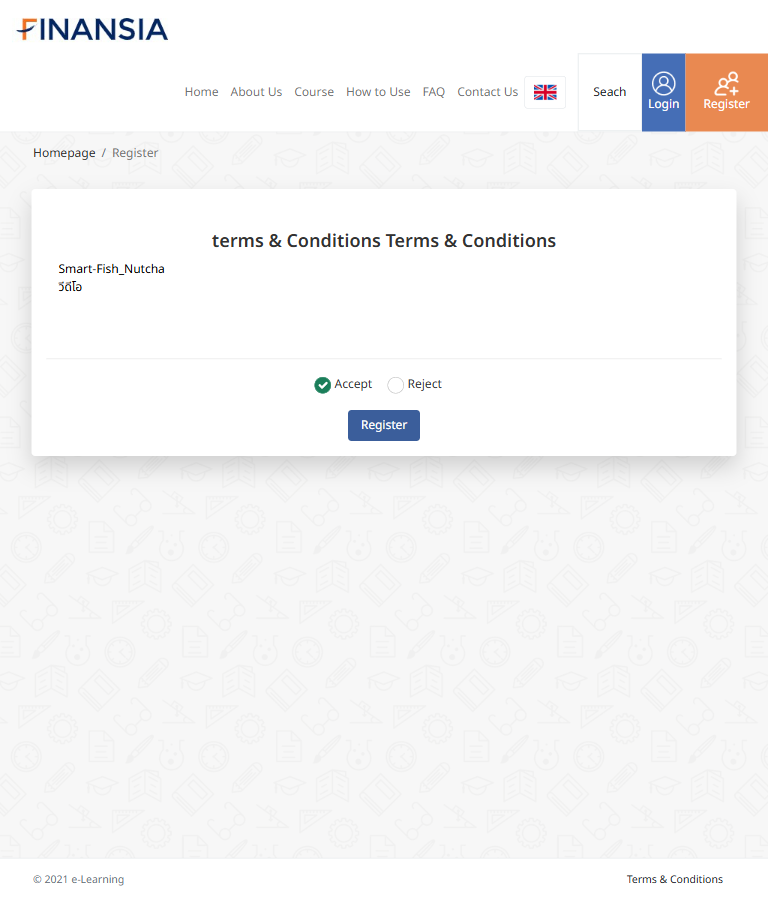 FINANSIA
Home About Us Course How to Use FAQ Contact Us Seach Login Register
Homepage / Register
terms & Conditions Terms & Conditions
Smart-Fish_Nutcha
วีดีโอ
Accept Reject
Register
© 2021 e-Learning Terms & Conditions